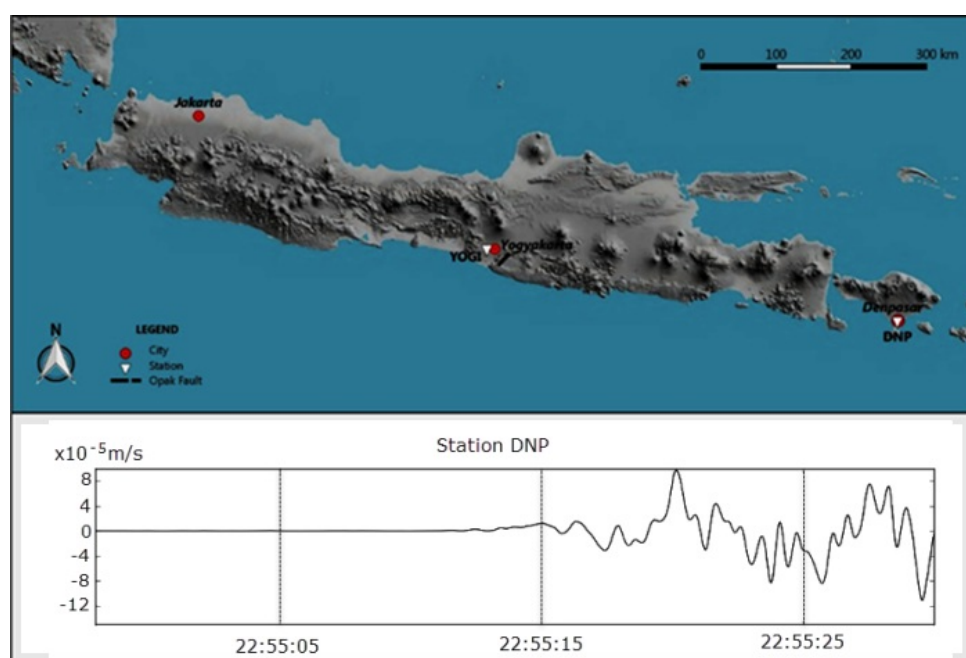 0 100 200 300 km
Jakarta
Yogyakarta
YOGI
Denpasar
DNP
N
LEGEND
City
Station
Opak Fault
Station DNP
x10-5m/s
8
4
0
-4
-8
-12
22:55:05 22:55:15 22:55:25